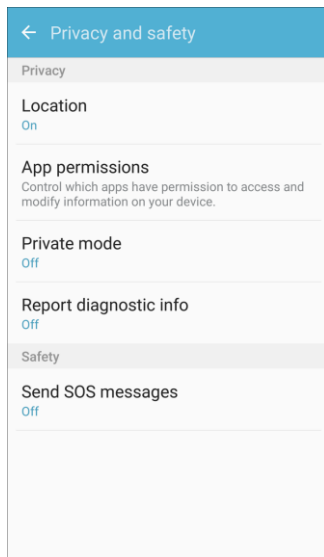 Privacy and safety
Privacy
Location
On
App permissions
Control which apps have permission to access and
modify information on your device.
Private mode
Off
Report diagnostic info
Off
Safety
Send SOS messages
Off